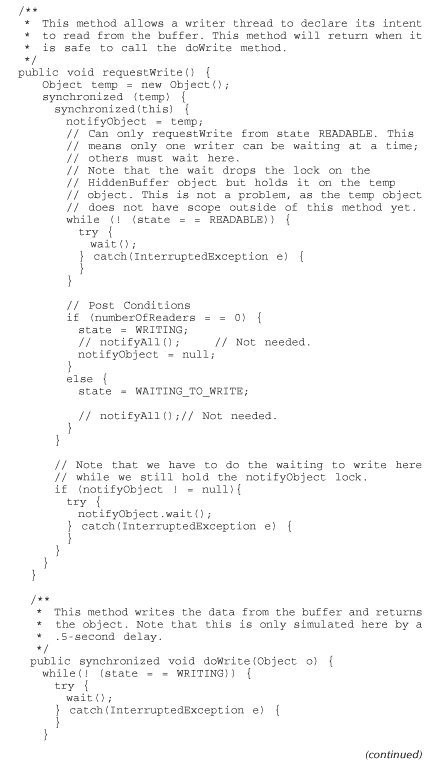 /**
* This method allows a writer thread to declare its intent
* to read from the buffer. This method will return when it
* is safe to call the doWrite method.
*/
public void requestWrite() {
Object temp = new Object();
synchronized (temp) {
synchronized(this) {
notifyObject = temp;
// Can only requestWrite from state READABLE. This
// means only one writer can be waiting at a time;
// others must wait here.
// Note that the wait drops the lock on the
// HiddenBuffer object but holds it on the temp
// object. This is not a problem, as the temp object
// does not have scope outside of this method yet.
while (! (state = = READABLE)) {
try {
wait();
} catch(InterruptedException e) {
}
}
// Post Conditions
if (numberOfReaders = = 0) {
state = WRITING;
// notifyAll(); // Not needed.
notifyObject = null;
}
else {
state = WAITING_TO_WRITE;
// notifyAll();// Not needed.
}
}
// Note that we have to do the waiting to write here
// while we still hold the notifyObject lock.
if (notifyObject ! = null){
try {
notifyObject.wait();
} catch(InterruptedException e) {
}
}
}
}
/**
* This method writes the data from the buffer and returns
* the object. Note that this is only simulated here by a
* .5-second delay.
*/
public synchronized void doWrite(Object o) {
while(! (state = = WRITING)) {
try {
wait();
} catch(InterruptedException e) {
}
}
(continued)